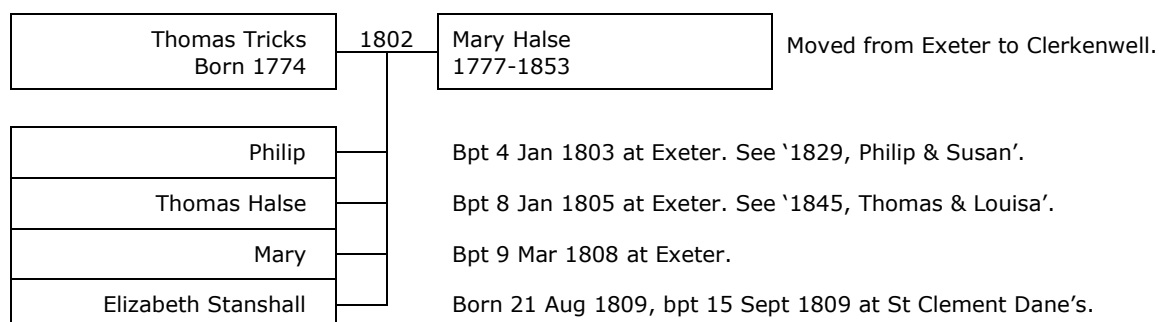 Thomas Tricks
Born 1774
1802
Mary Halse
1777-1853
Moved from Exeter to Clerkenwell.
Philip
Bpt 4 Jan 1803 at Exeter. See ‘1829, Philip & Susan’.
Thomas Halse
Bpt 8 Jan 1805 at Exeter. See ‘1845, Thomas & Louisa’.
Mary
Bpt 9 Mar 1808 at Exeter.
Elizabeth Stanshall
Born 21 Aug 1809, bpt 15 Sept 1809 at St Clement Dane’s.